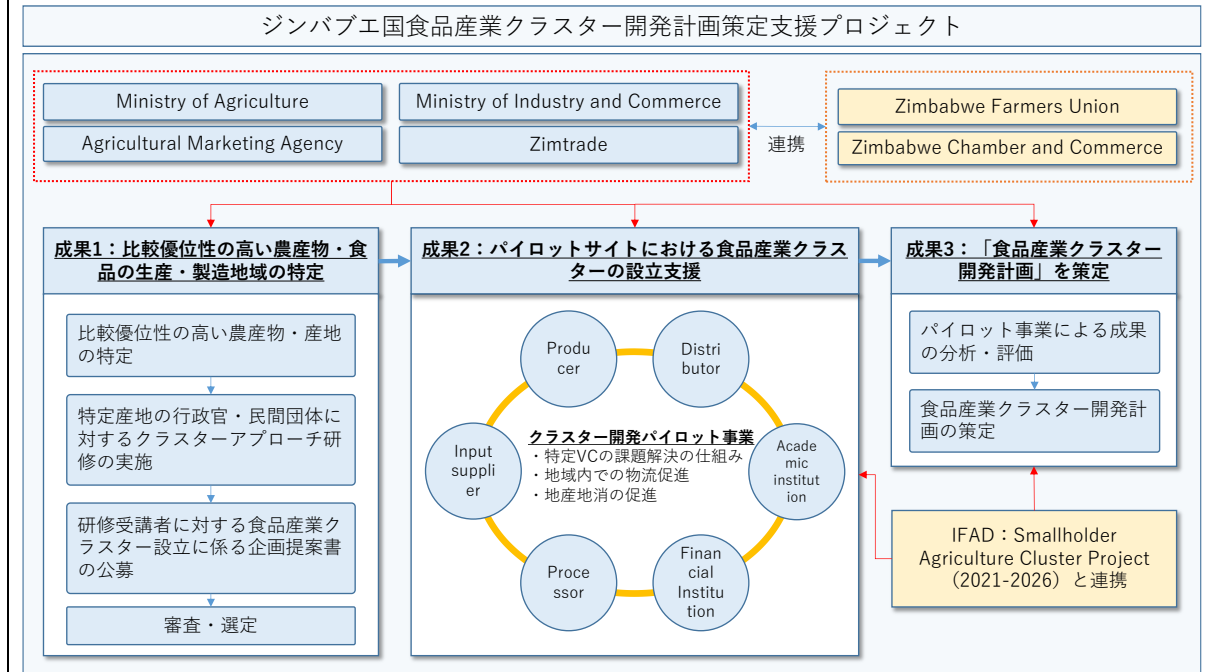 ジンバブエ国食品産業クラスター開発計画策定支援プロジェクト
Ministry of Agriculture
Ministry of Industry and Commerce
Agricultural Marketing Agency
Zimtrade
連携
Zimbabwe Farmers Union
Zimbabwe Chamber and Commerce
成果1：比較優位性の高い農産物・食
品の生産・製造地域の特定
比較優位性の高い農産物・産地
の特定
特定産地の行政官・民間団体に
対するクラスターアプローチ研
修の実施
研修受講者に対する食品産業ク
ラスター設立に係る企画提案書
の公募
審査・選定
成果2：パイロットサイトにおける食品産業クラス
ターの設立支援
Produ
cer
Distri
butor
Input
suppli
er
クラスター開発パイロット事業
・特定VCの課題解決の仕組み
・地域内での物流促進
・地産地消の促進
Acade
mic
institut
ion
Proce
ssor
Finan
cial
Institu
tion
成果3：「食品産業クラスター
開発計画」を策定
パイロット事業による成果
の分析・評価
食品産業クラスター開発計
画の策定
IFAD：Smallholder
Agriculture Cluster Project
（2021-2026）と連携